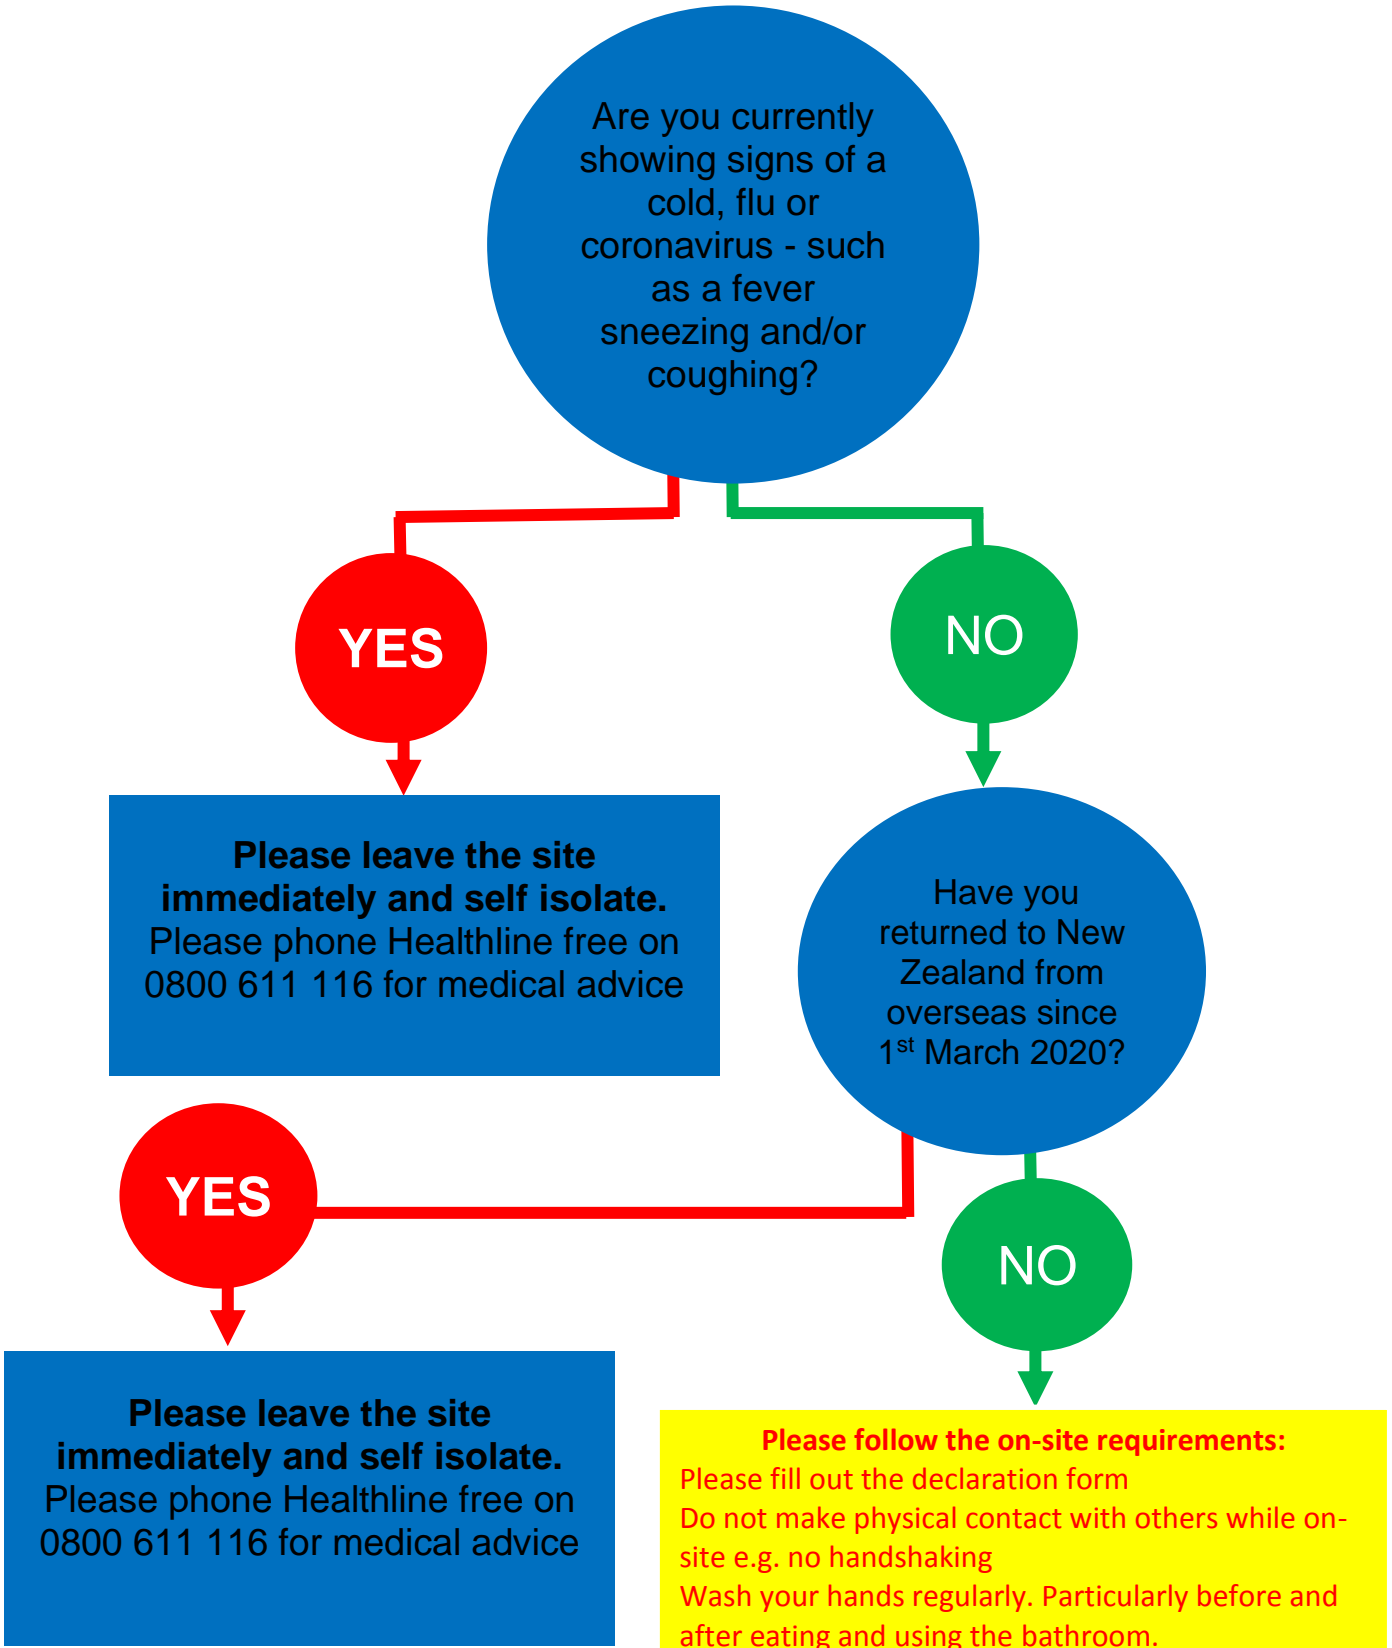 Are you currently
showing signs of a
cold, flu or
coronavirus - such
as a fever
sneezing and/or
coughing?
YES
NO
Please leave the site
immediately and self isolate.
Please phone Healthline free on
0800 611 116 for medical advice
Have you
returned to New
Zealand from
overseas since
1st March 2020?
YES
NO
Please leave the site
immediately and self isolate.
Please phone Healthline free on
0800 611 116 for medical advice
Please follow the on-site requirements:
Please fill out the declaration form
Do not make physical contact with others while on-
site e.g. no handshaking
Wash your hands regularly. Particularly before and
after eating and using the bathroom.